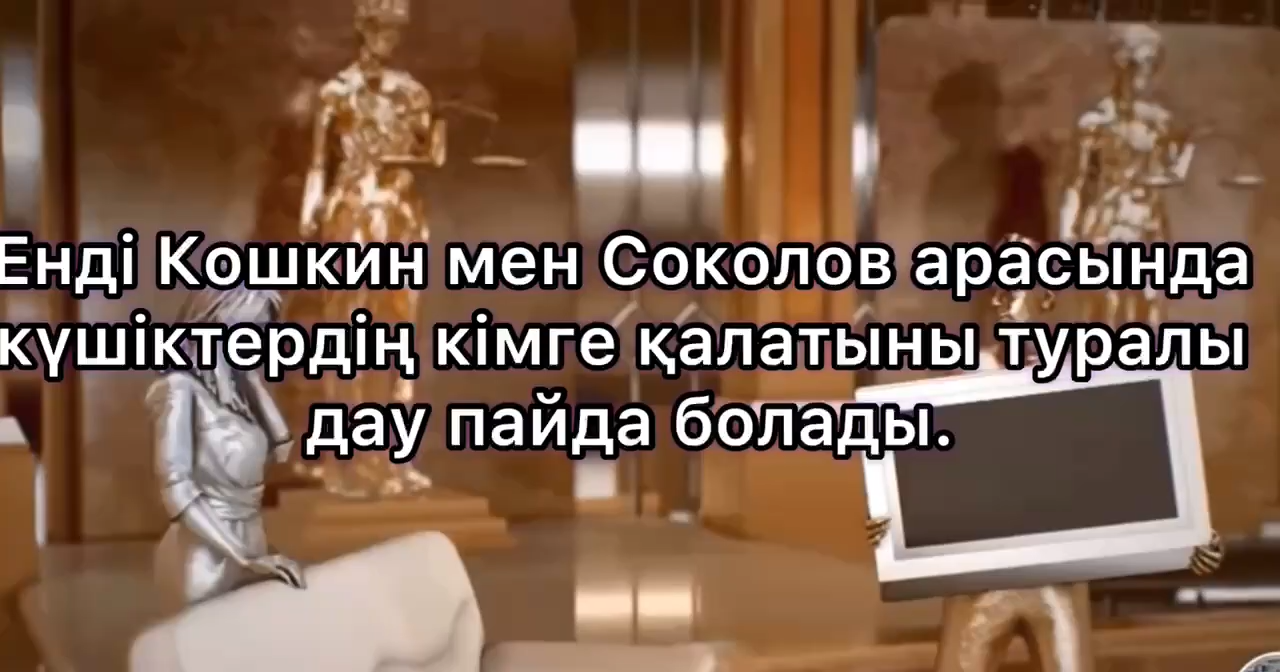 Енді Кошкин мен Соколов арасында
күшіктердің кімге қалатыны туралы
дау пайда болады.